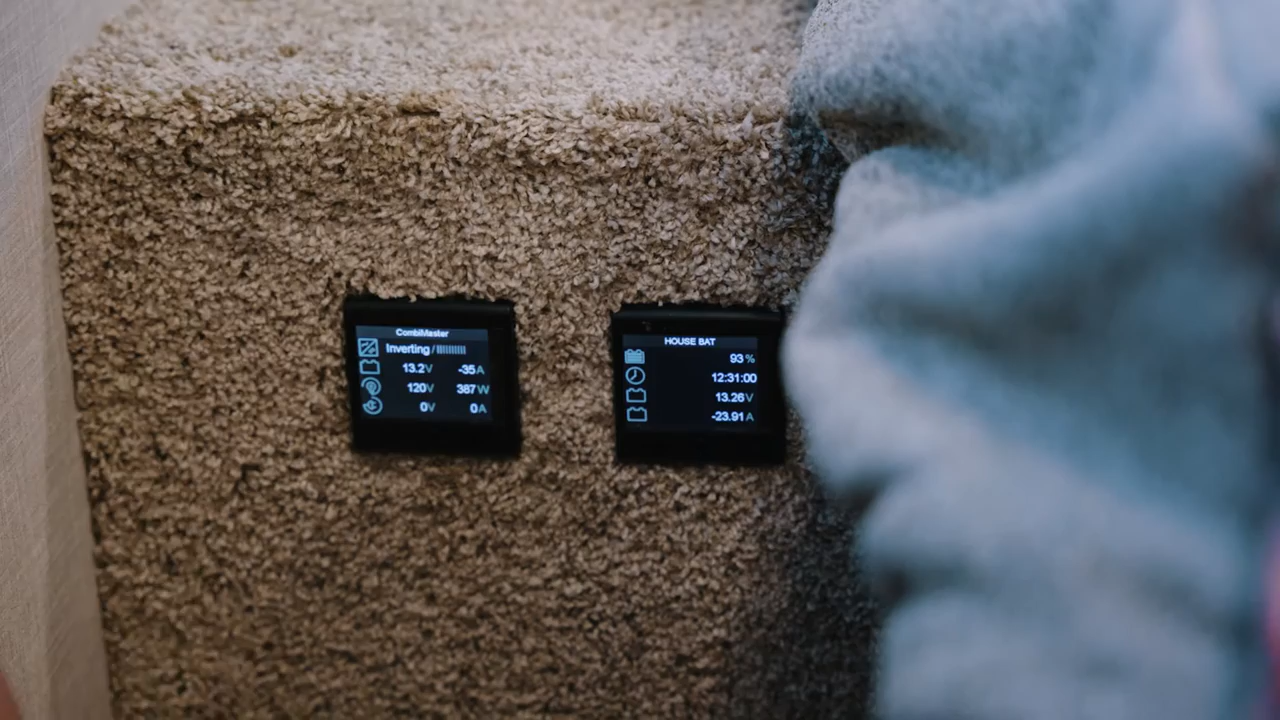 CombiMaster
Inverting
13.2V -35A
120V 387W
0V 0A
HOUSE BAT
93%
12:31:00
13.26V
-23.91A